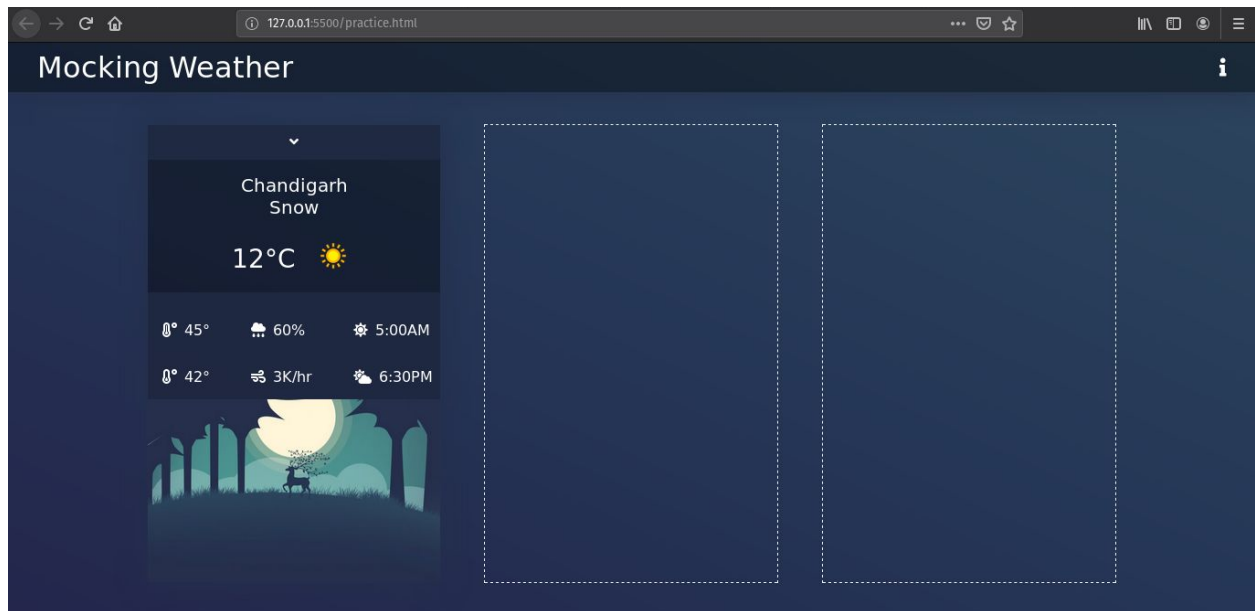 127.0.0.1:5500/practice.html
Mocking Weather
Chandigarh
Snow
12°C
45° 60% 5:00AM
42° 3K/hr 6:30PM